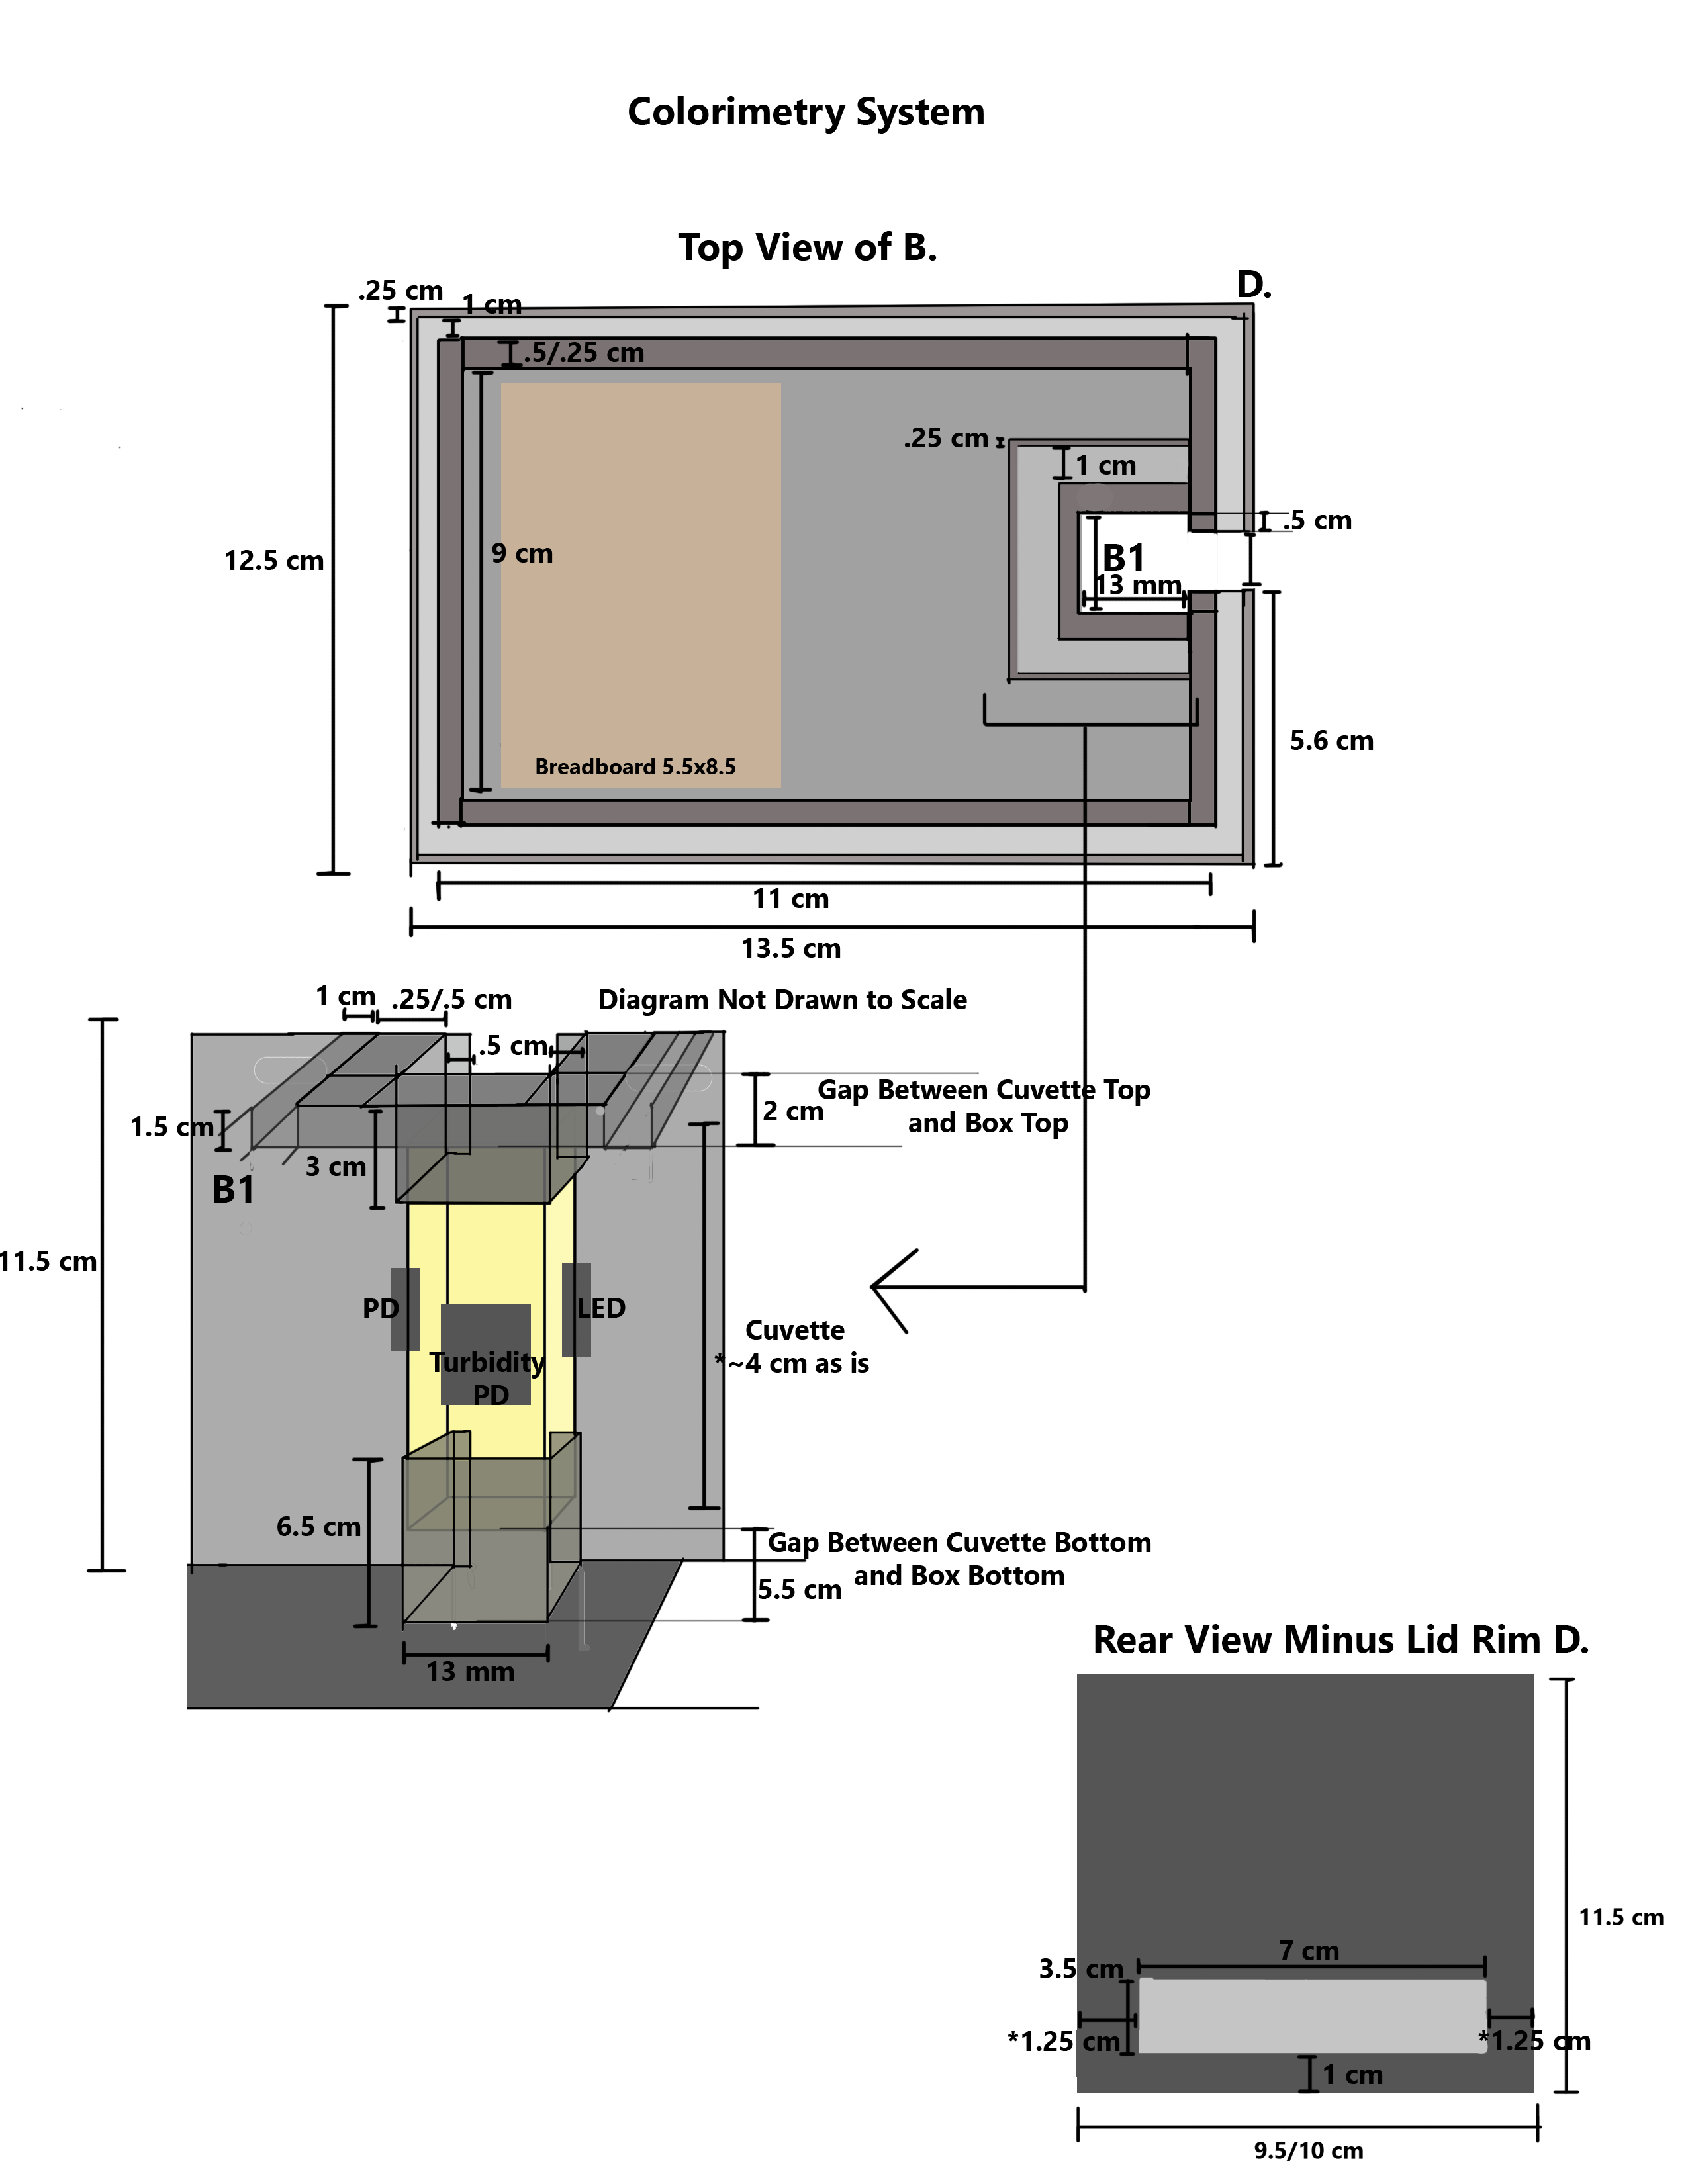 Colorimetry System
Top View of B.
D.
.25 cm
1 cm
.5/.25 cm
.25 cm
1 cm
.5 cm
12.5 cm
9 cm
B1
13 mm
5.6 cm
Breadboard 5.5x8.5
11 cm
13.5 cm
1 cm
.25/.5 cm
Diagram Not Drawn to Scale
.5 cm
Gap Between Cuvette Top
and Box Top
2 cm
1.5 cm
3 cm
B1
11.5 cm
PD
LED
Turbidity
PD
Cuvette
*~4 cm as is
6.5 cm
Gap Between Cuvette Bottom
and Box Bottom
5.5 cm
13 mm
Rear View Minus Lid Rim D.
11.5 cm
7 cm
3.5 cm
*1.25 cm
*1.25 cm
1 cm
9.5/10 cm